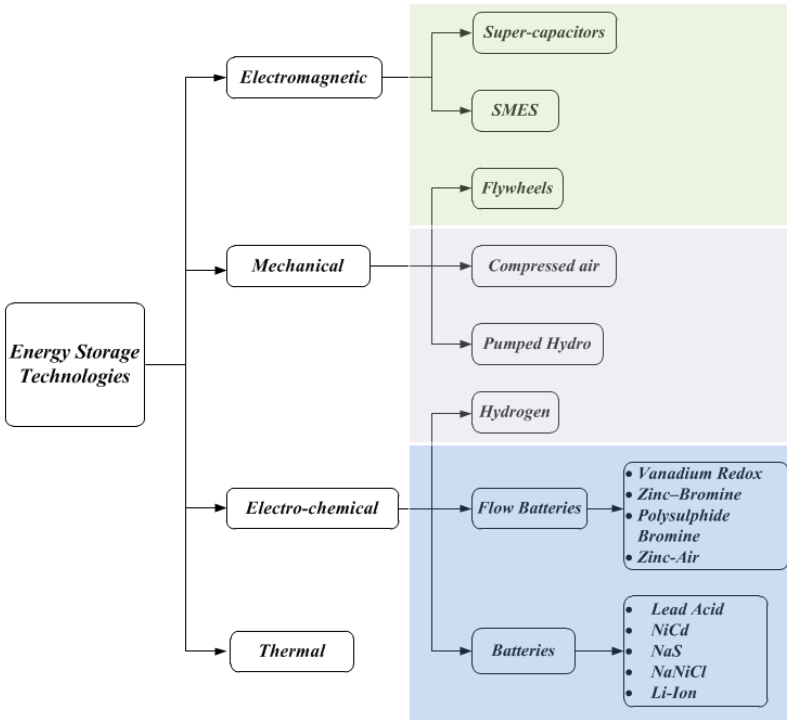 Energy Storage
Technologies
Electromagnetic
Super-capacitors
SMES
Mechanical
Flywheels
Compressed air
Pumped Hydro
Electro-chemical
Hydrogen
Flow Batteries
• Vanadium Redox
• Zinc–Bromine
• Polysulphide
Bromine
• Zinc-Air
Batteries
• Lead Acid
• NiCd
• NaS
• NaNiCl
• Li-Ion
Thermal